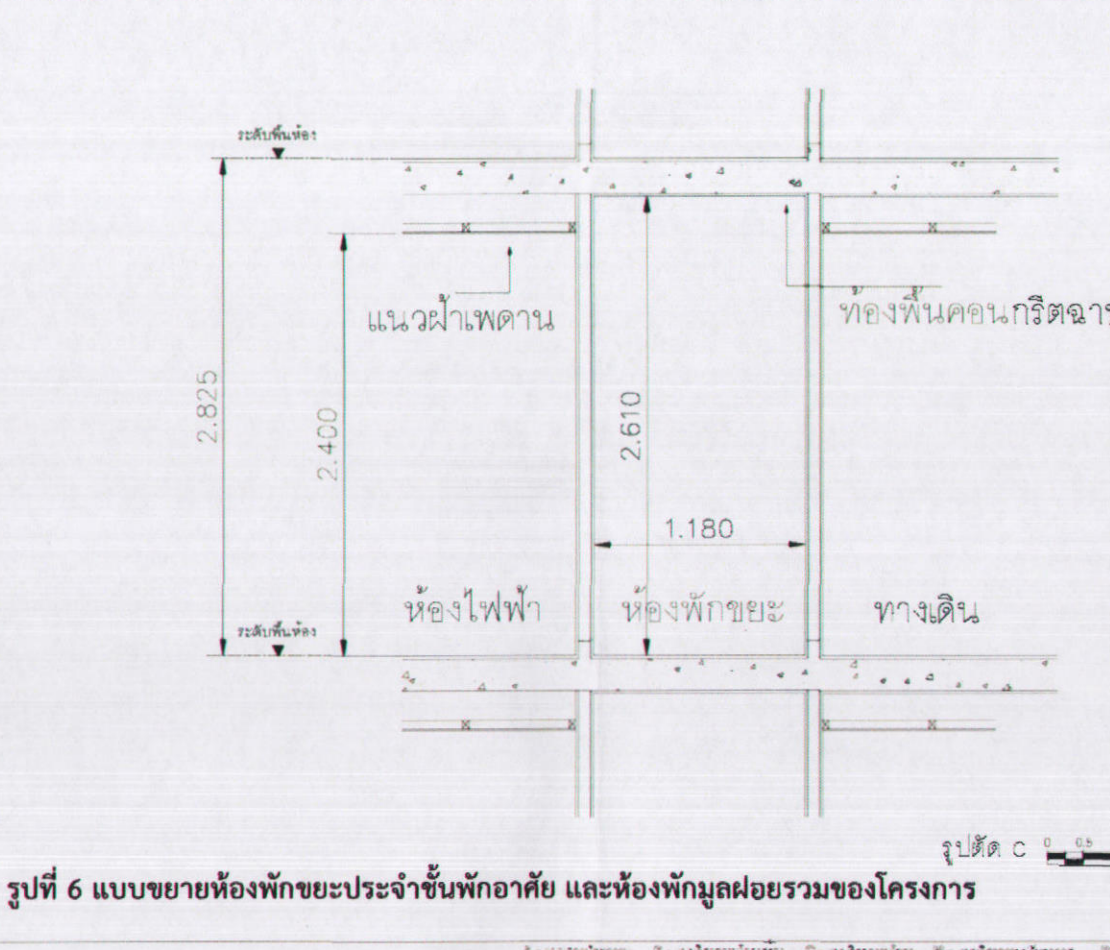 ระดับพื้นห้อง
แนวฝ้าเพดาน
ท้องพื้นคอนกรีตฉาบ
2.825
2.400
2.610
1.180
ห้องไฟฟ้า
ห้องพักขยะ
ทางเดิน
ระดับพื้นห้อง
รูปตัด C
0 0.5
รูปที่ 6 แบบขยายห้องพักขยะประจำชั้นพักอาศัย และห้องพักมูลฝอยรวมของโครงการ